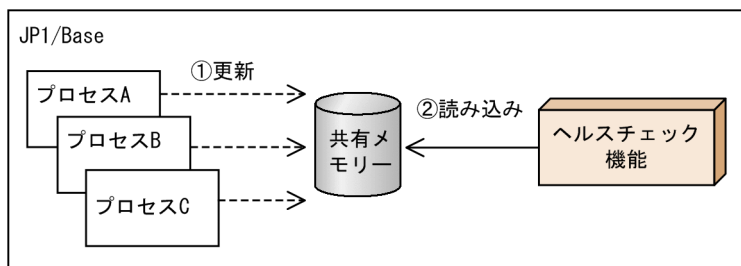 JP1/Base
プロセスA
①更新
プロセスB
プロセスC
共有メ
モリー
②読み込み
ヘルスチェック
機能